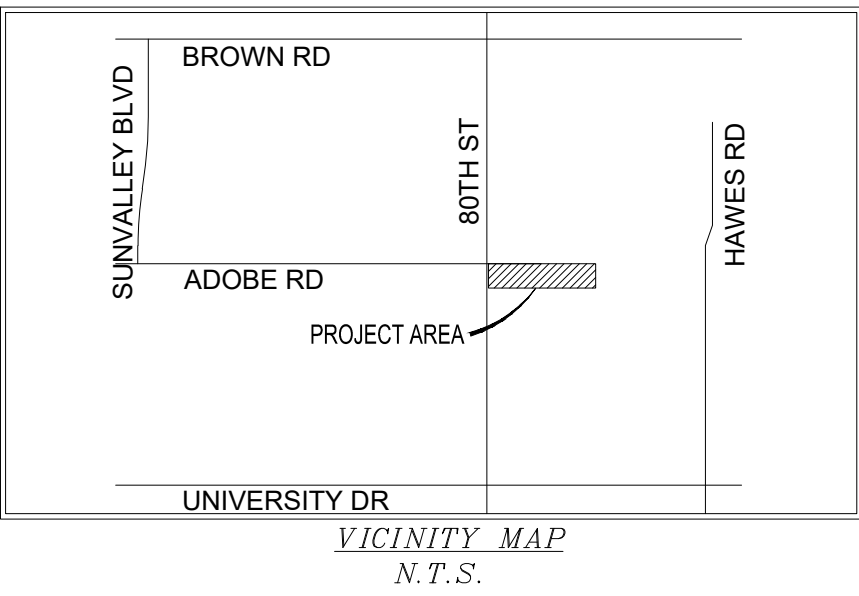 BROWN RD
SUNVALLEY BLVD
80TH ST
HAWES RD
ADOBE RD
PROJECT AREA
UNIVERSITY DR
VICINITY MAP
N.T.S.